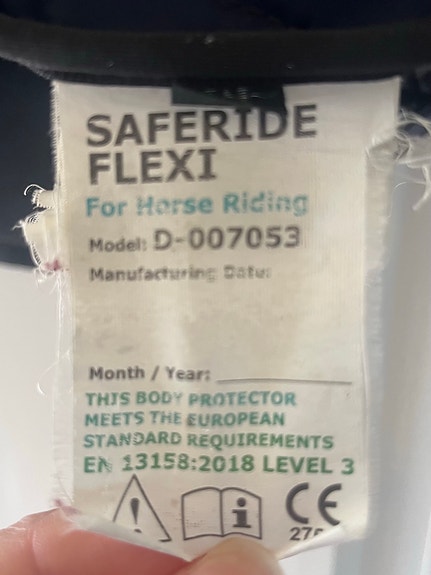 SAFERIDE
FLEXI
For Horse Riding
Model: D-007053
Manufacturing Date:
Month / Year:
THIS BODY PROTECTOR
MEETS THE EUROPEAN
STANDARD REQUIREMENTS
EN 13158:2018 LEVEL 3
i CE